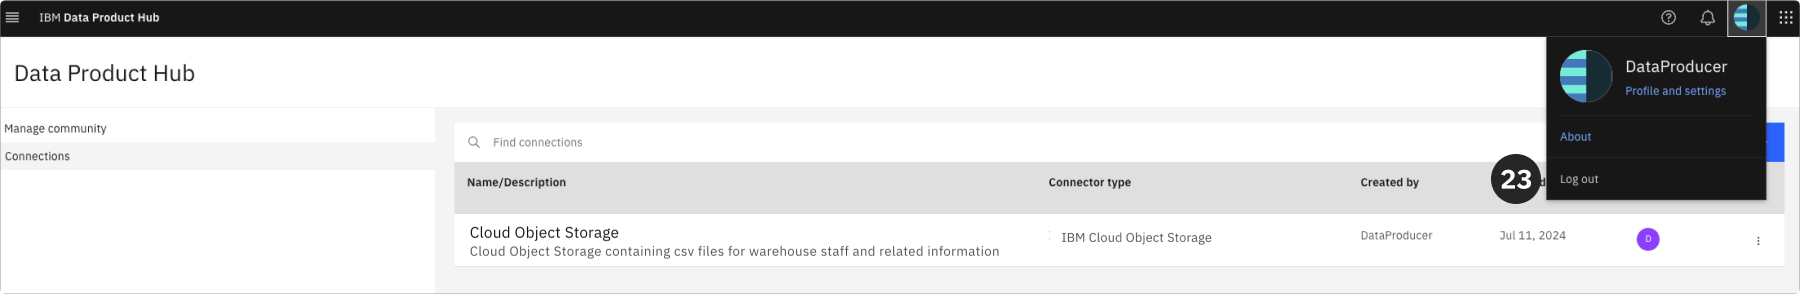 IBM Data Product Hub
Data Product Hub
DataProducer
Profile and settings
About
Log out
23
Manage community
Connections
Find connections
Name/Description
Connector type
Created by
Cloud Object Storage
Cloud Object Storage containing csv files for warehouse staff and related information
IBM Cloud Object Storage
DataProducer
Jul 11, 2024
D